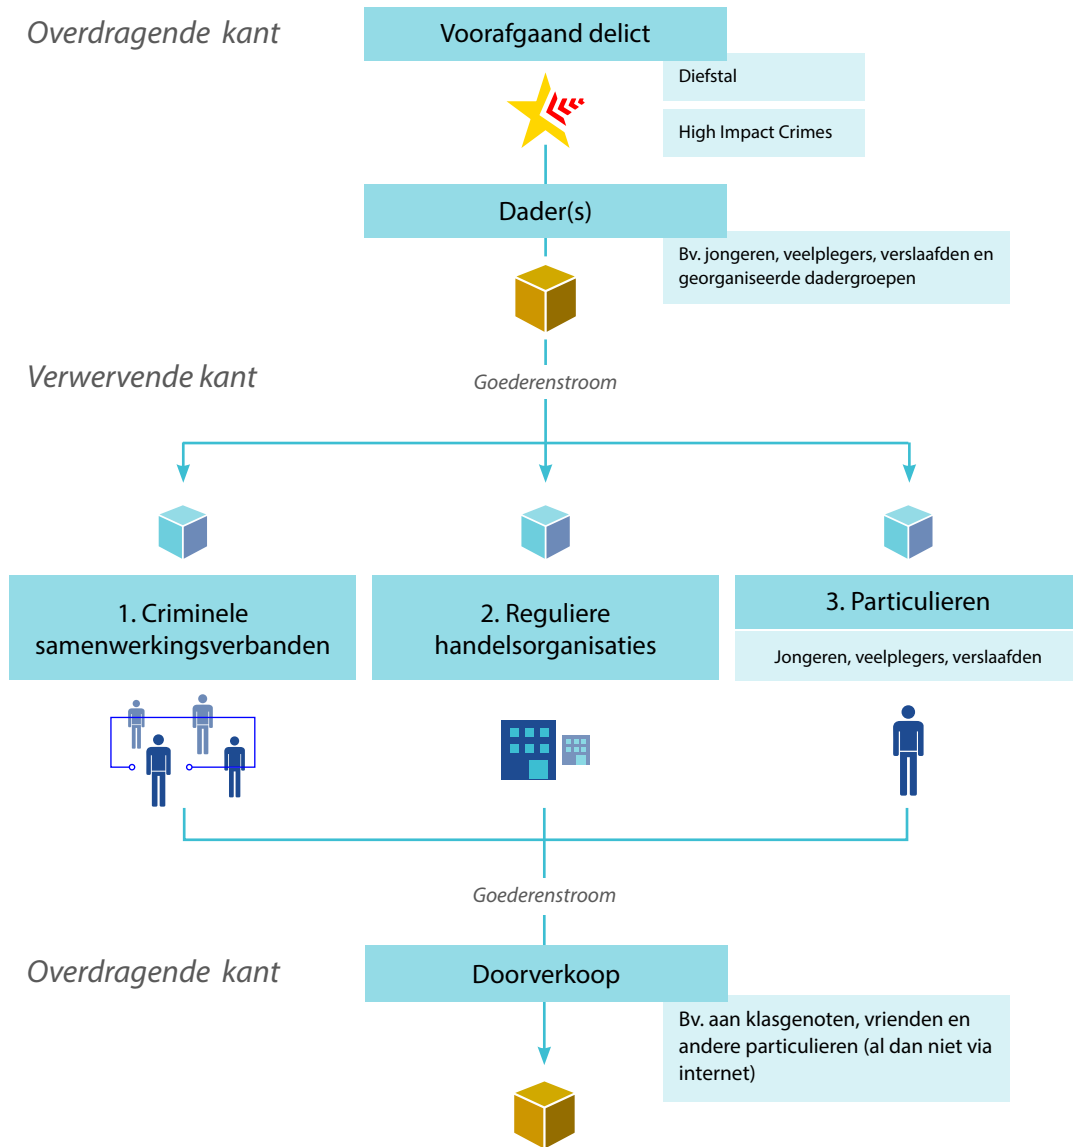 Overdragende kant
Voorafgaand delict
Diefstal
High Impact Crimes
Dader(s)
Bv. jongeren, veelplegers, verslaafden en
georganiseerde dadergroepen
Verwervende kant
Goederenstroom
1. Criminele
samenwerkingsverbanden
2. Reguliere
handelsorganisaties
3. Particulieren
Jongeren, veelplegers, verslaafden
Goederenstroom
Overdragende kant
Doorverkoop
Bv. aan klasgenoten, vrienden en
andere particulieren (al dan niet via
internet)